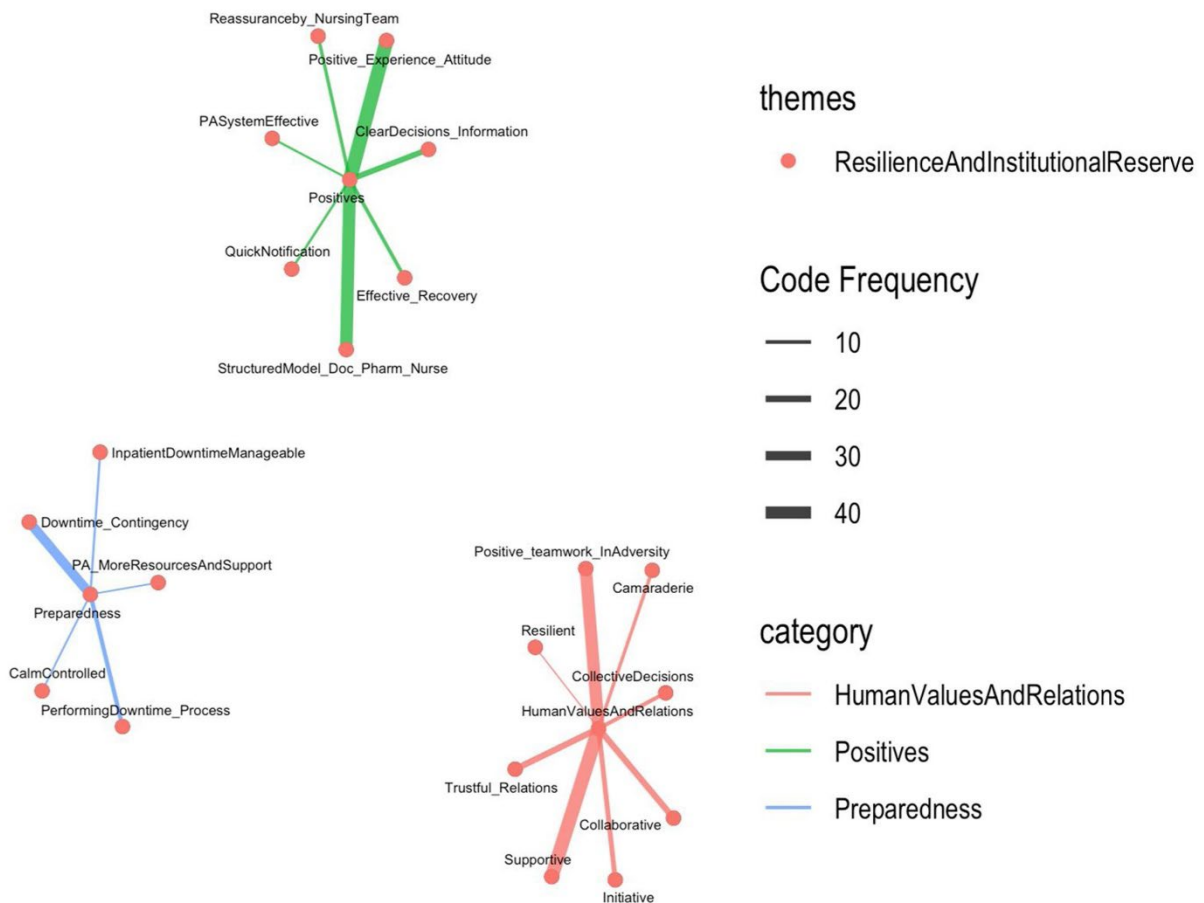 Reassuranceby_NursingTeam
Positive_Experience_Attitude
PASystemEffective
ClearDecisions_Information
Positives
QuickNotification
Effective_Recovery
StructuredModel_Doc_Pharm_Nurse
InpatientDowntimeManageable
Downtime_Contingency
PA_MoreResourcesAndSupport
Preparedness
CalmControlled
PerformingDowntime_Process
Positive_teamwork_InAdversity
Camaraderie
Resilient
CollectiveDecisions
HumanValuesAndRelations
Trustful_Relations
Collaborative
Supportive
Initiative
themes
ResilienceAndInstitutionalReserve
Code Frequency
10
20
30
40
category
HumanValuesAndRelations
Positives
Preparedness